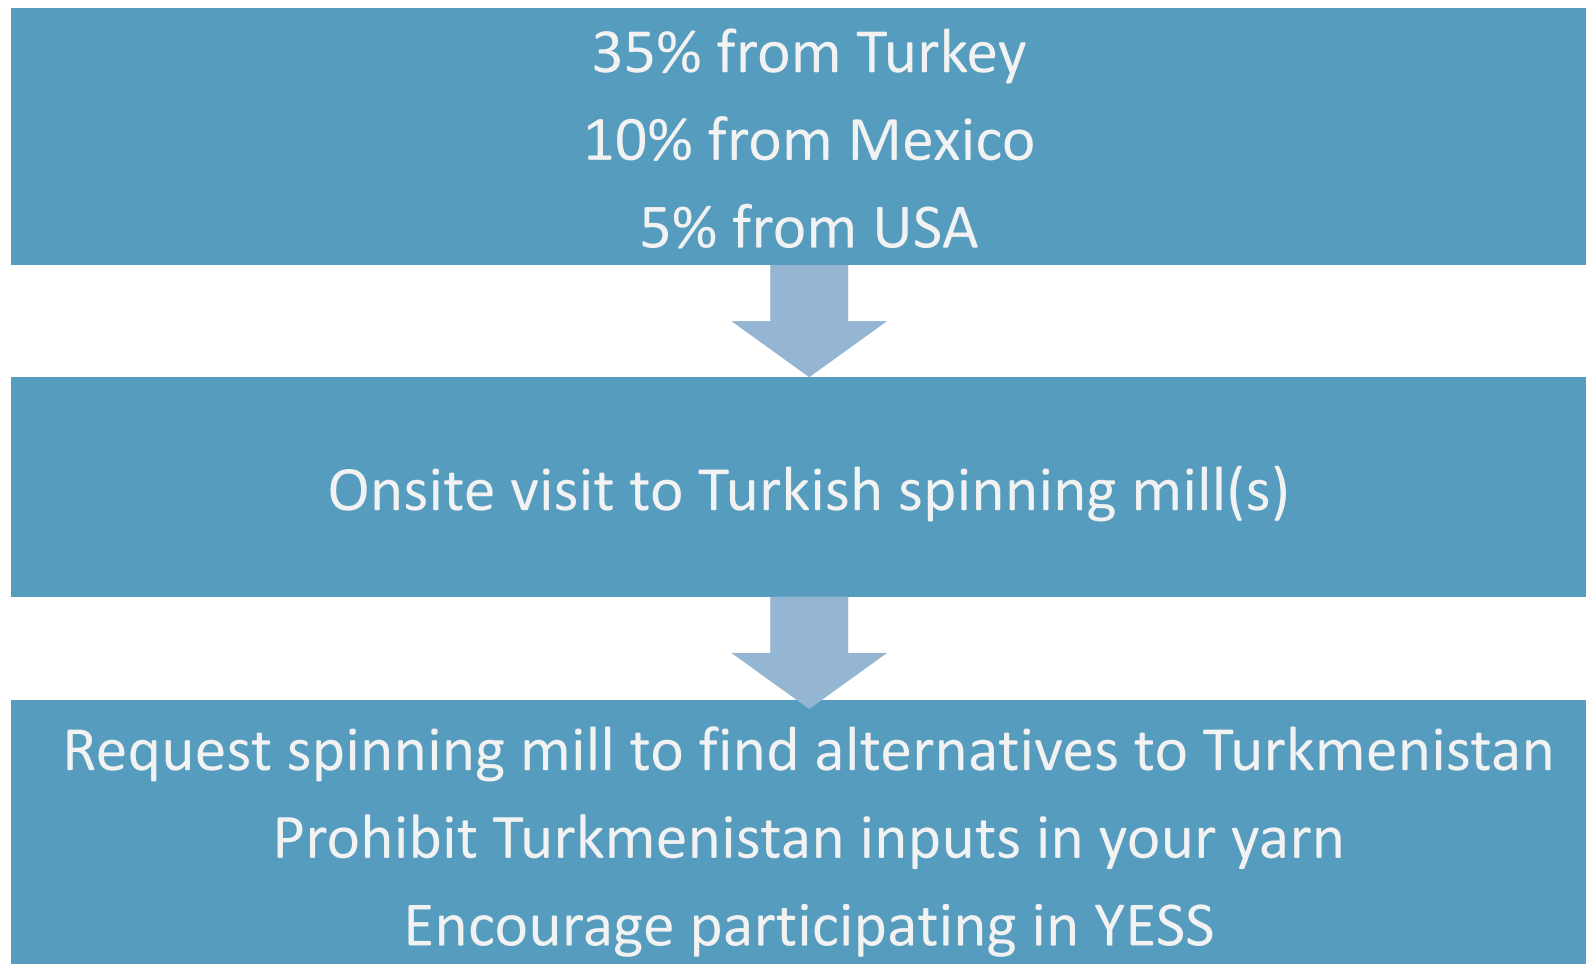 35% from Turkey
10% from Mexico
5% from USA
Onsite visit to Turkish spinning mill(s)
Request spinning mill to find alternatives to Turkmenistan
Prohibit Turkmenistan inputs in your yarn
Encourage participating in YESS